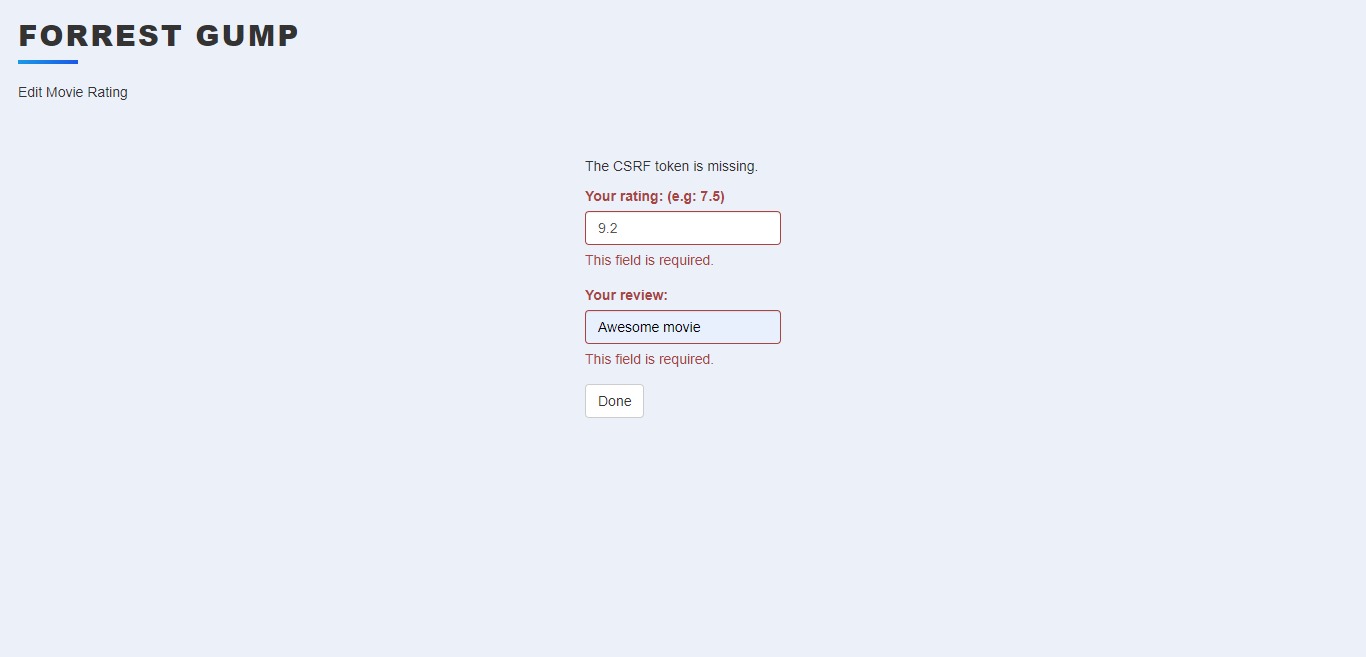 FORREST GUMP
Edit Movie Rating
The CSRF token is missing.
Your rating: (e.g: 7.5)
9.2
This field is required.
Your review:
Awesome movie
This field is required.
Done